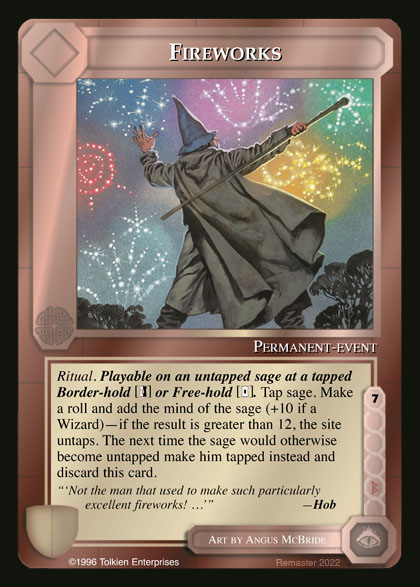 FIREWORKS
PERMANENT-EVENT
Ritual. Playable on an untapped sage at a tapped
Border-hold [] or Free-hold []. Tap sage. Make
a roll and add the mind of the sage (+10 if a
Wizard)—if the result is greater than 12, the site
untaps. The next time the sage would otherwise
become untapped make him tapped instead and
discard this card.
7
“‘Not the man that used to make such particularly
excellent fireworks! …’” —Hob
ART BY ANGUS MCBRIDE
©1996 Tolkien Enterprises
Remaster 2022